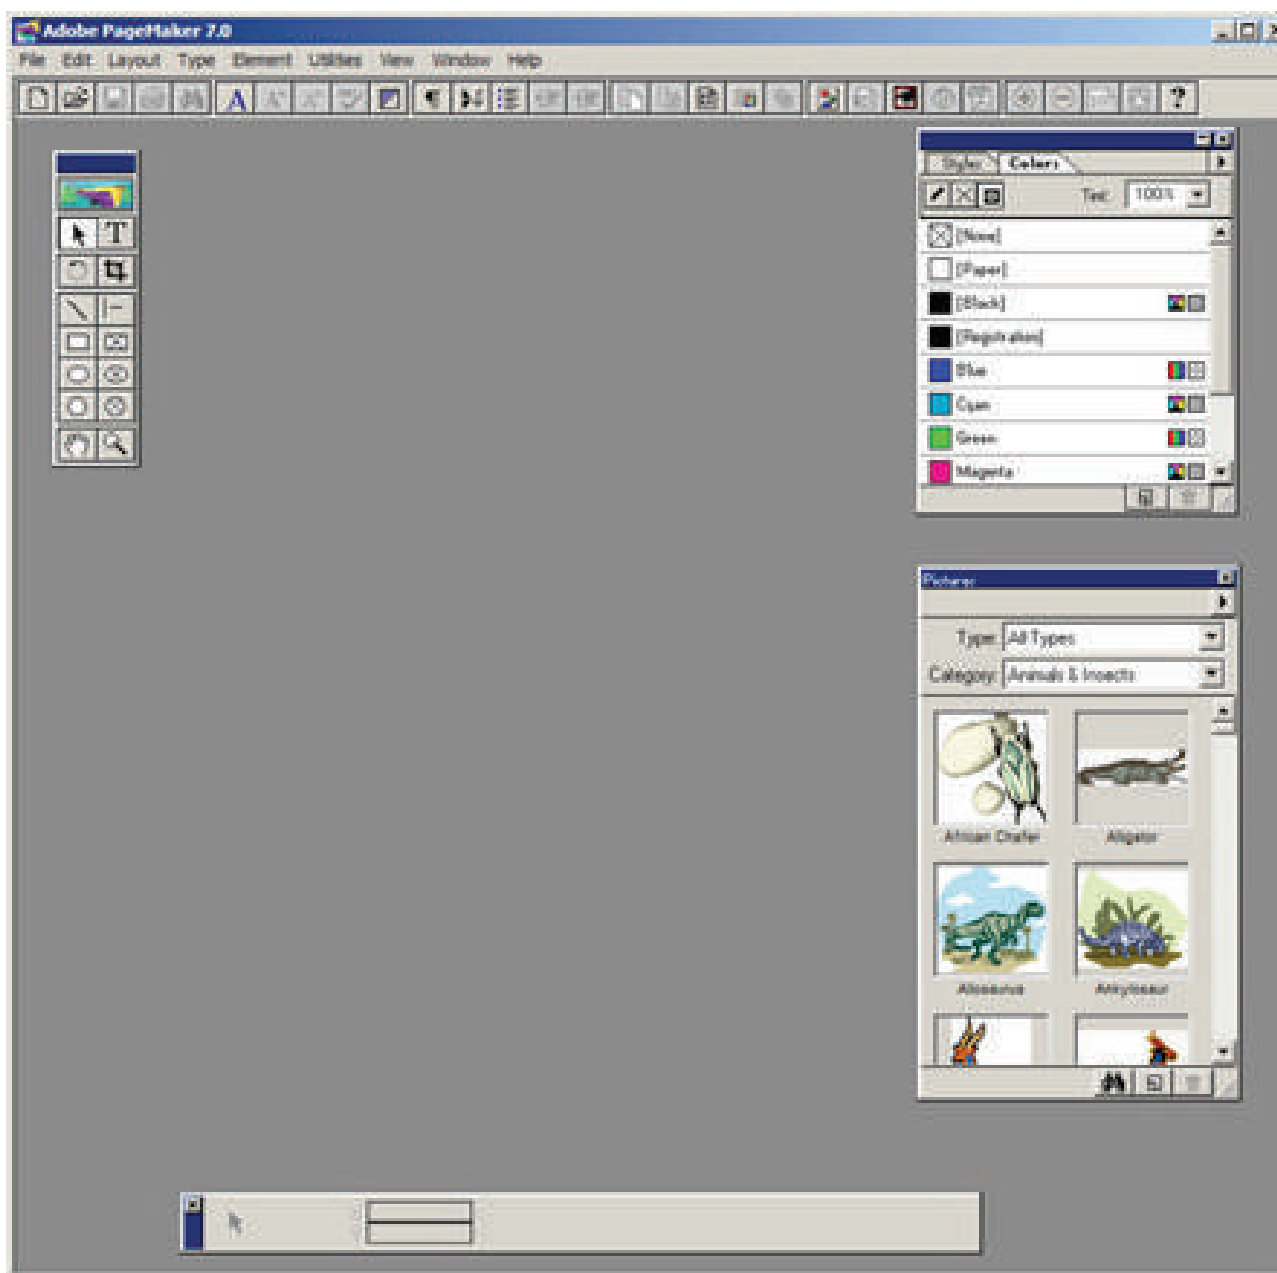 Adobe PageMaker 7.0
File Edit Layout Type Element Utilities View Window Help
T
Styles Colors
Tint: 100%
[None]
[Paper]
[Black]
[Registration]
Blue
Cyan
Green
Magenta
Pictures
Type: All Types
Category: Animals & Insects
African Chafer Alligator
Allosaurus Ankylosaur